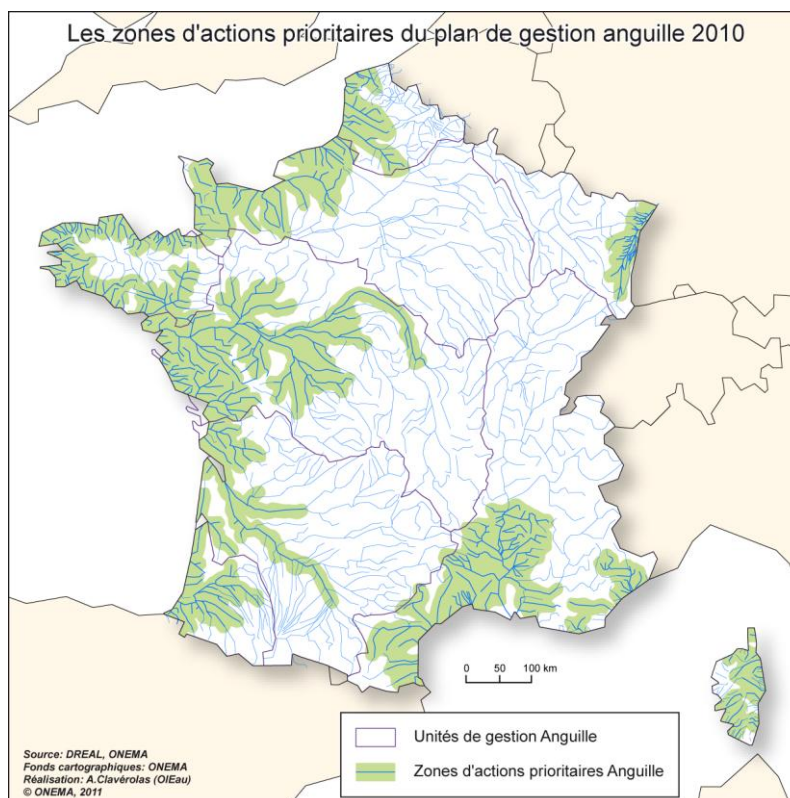 Les zones d'actions prioritaires du plan de gestion anguille 2010
0 50 100 km
Unités de gestion Anguille
Zones d'actions prioritaires Anguille
Source: DREAL, ONEMA
Fonds cartographiques: ONEMA
Réalisation: A.Clavérolas (OIEau)
© ONEMA, 2011